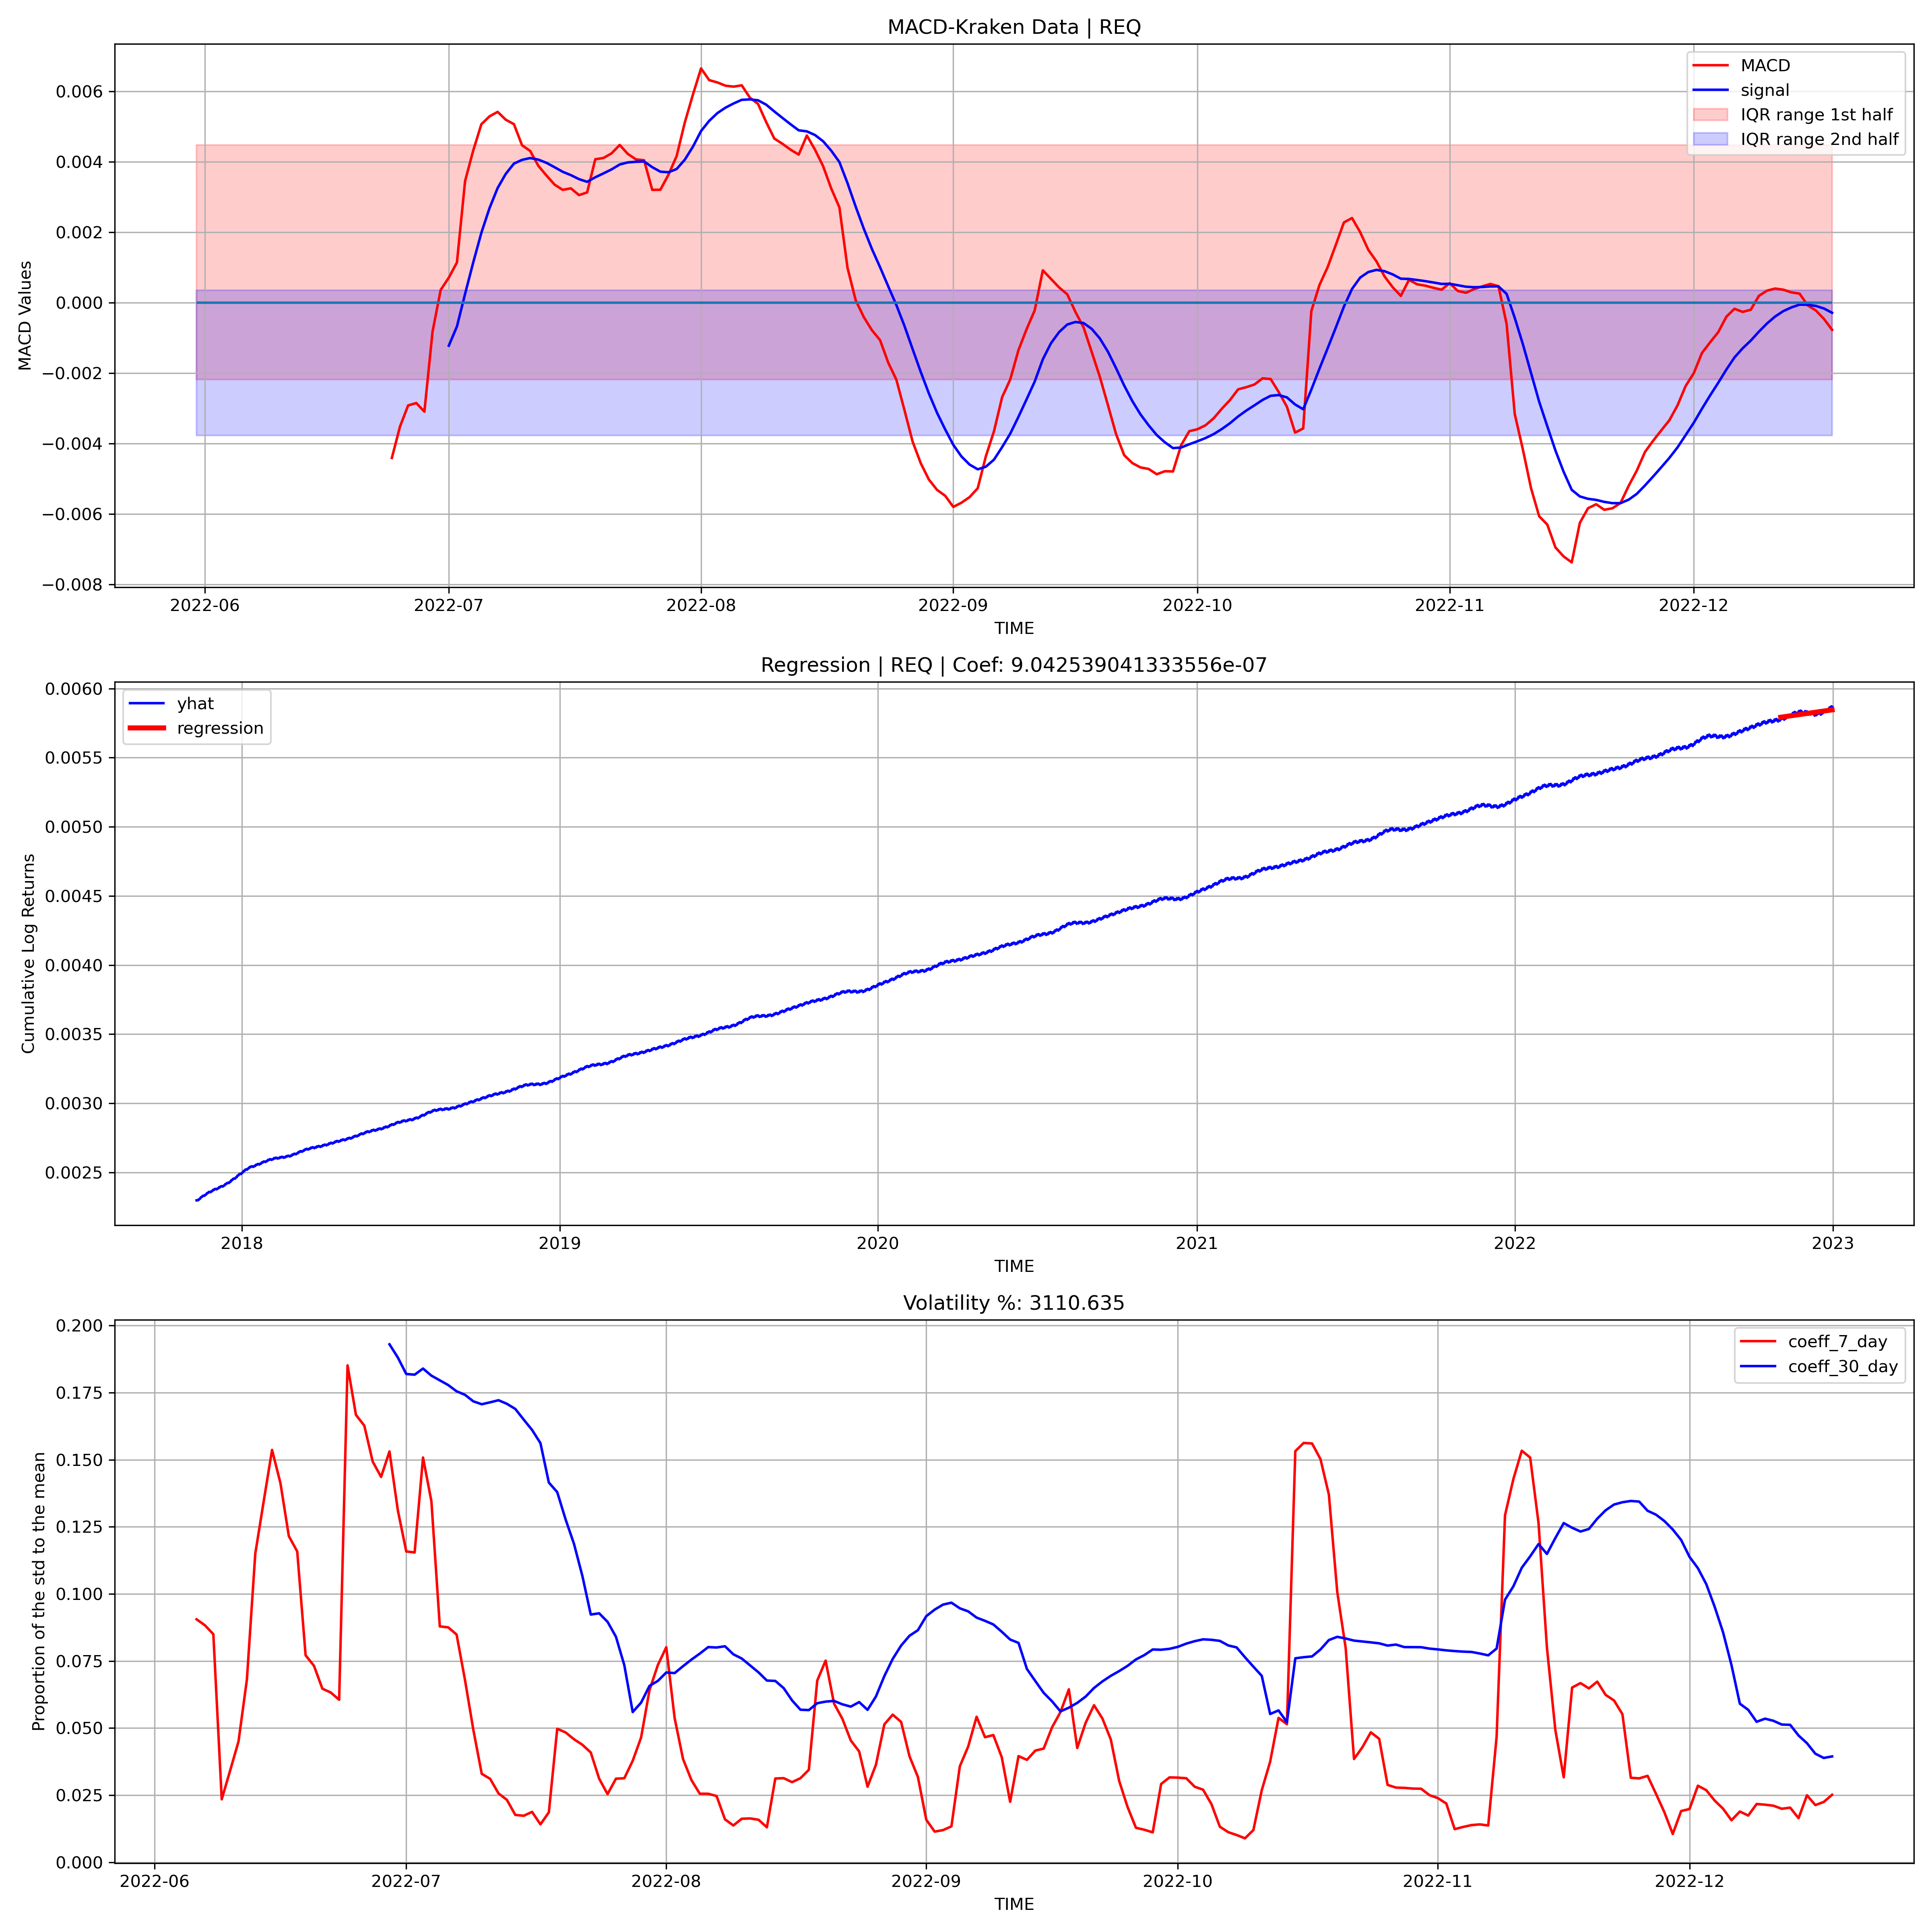 MACD-Kraken Data | REQ
MACD Values
0.006
0.004
0.002
0.000
−0.002
−0.004
−0.006
−0.008
MACD
signal
IQR range 1st half
IQR range 2nd half
2022-06 2022-07 2022-08 2022-09 2022-10 2022-11 2022-12
TIME
Regression | REQ | Coef: 9.042539041333556e-07
Cumulative Log Returns
0.0060
0.0055
0.0050
0.0045
0.0040
0.0035
0.0030
0.0025
yhat
regression
2018 2019 2020 2021 2022 2023
TIME
Volatility %: 3110.635
Proportion of the std to the mean
0.200
0.175
0.150
0.125
0.100
0.075
0.050
0.025
0.000
coeff_7_day
coeff_30_day
2022-06 2022-07 2022-08 2022-09 2022-10 2022-11 2022-12
TIME